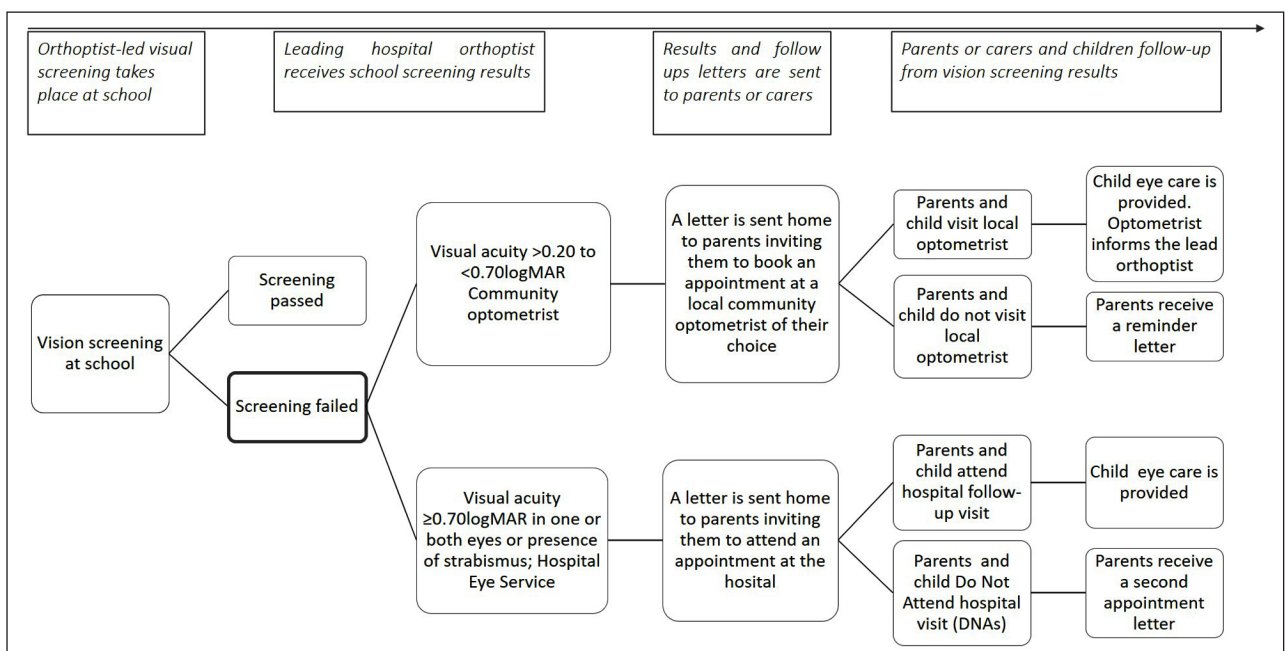 Orthoptist-led visual
screening takes
place at school
Leading hospital orthoptist
receives school screening results
Results and follow
ups letters are sent
to parents or carers
Parents or carers and children follow-up
from vision screening results
Vision screening
at school
Screening
passed
Screening failed
Visual acuity >0.20 to
<0.70logMAR
Community
optometrist
A letter is sent home
to parents inviting
them to book an
appointment at a
local community
optometrist of their
choice
Parents and
child visit local
optometrist
Child eye care is
provided.
Optometrist
informs the lead
orthoptist
Parents and
child do not visit
local
optometrist
Parents receive
a reminder
letter
Visual acuity
≥0.70logMAR in one or
both eyes or presence
of strabismus; Hospital
Eye Service
A letter is sent home
to parents inviting
them to attend an
appointment at the
hosital
Parents and
child attend
hospital follow-
up visit
Child  eye care is
provided
Parents  and
child Do Not
Attend hospital
visit (DNAs)
Parents receive
a second
appointment
letter